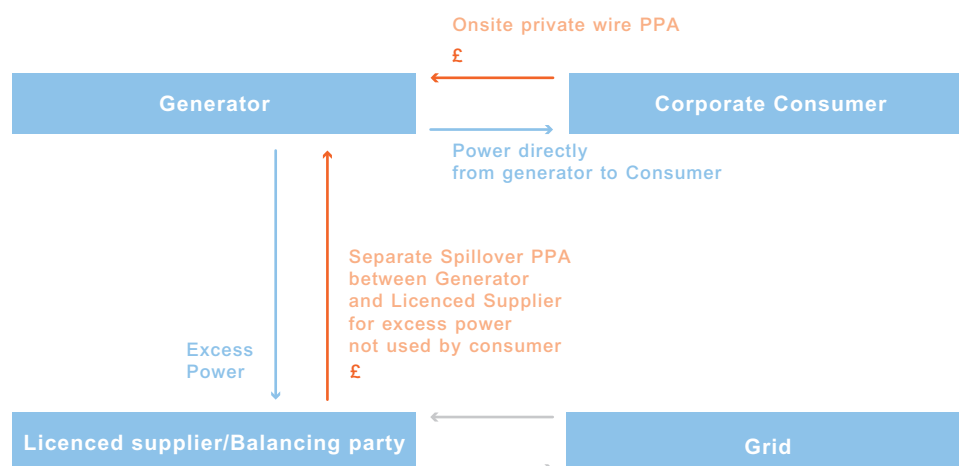 Onsite private wire PPA
£
Generator
Corporate Consumer
Power directly
from generator to Consumer
Separate Spillover PPA
between Generator
and Licenced Supplier
for excess power
not used by consumer
£
Excess
Power
Licenced supplier/Balancing party
Grid